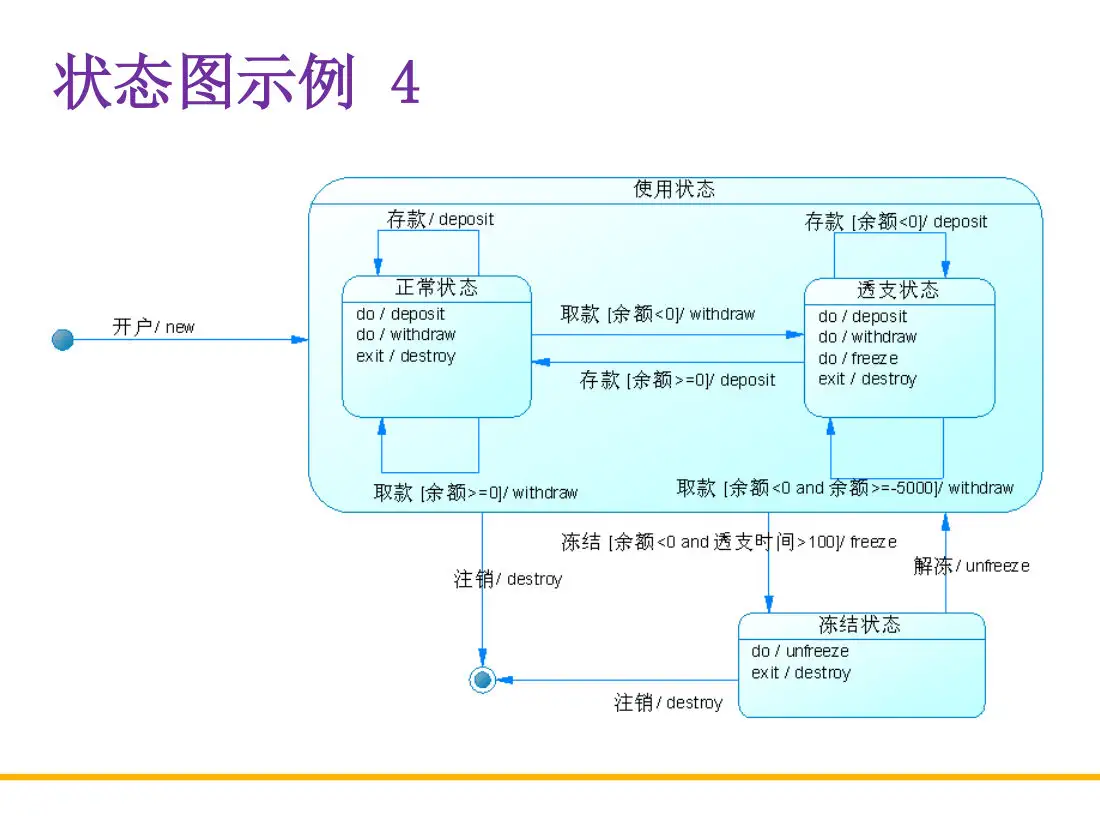 状态图示例 4
使用状态
存款 / deposit
存款 [余额<0]/ deposit
正常状态
do / deposit
do / withdraw
exit / destroy
透支状态
do / deposit
do / withdraw
do / freeze
exit / destroy
开户 / new
取款 [余额<0]/ withdraw
存款 [余额>=0]/ deposit
取款 [余额>=0]/ withdraw
取款 [余额<0 and 余额>=-5000]/ withdraw
冻结 [余额<0 and 透支时间>100]/ freeze
解冻 / unfreeze
注销 / destroy
冻结状态
do / unfreeze
exit / destroy
注销 / destroy